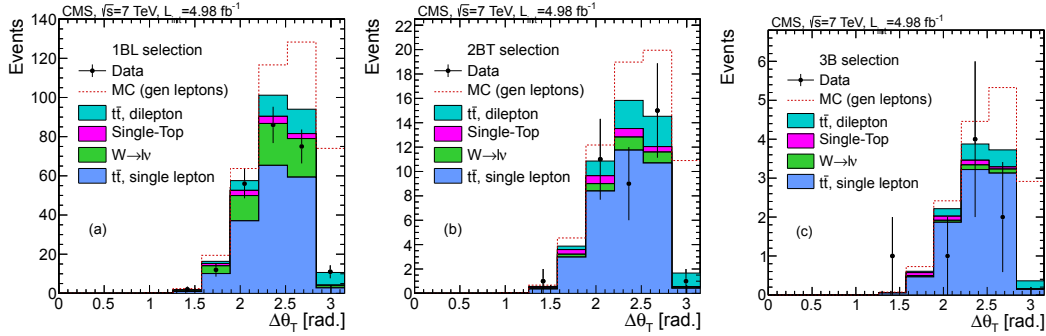 CMS, √s=7 TeV, L =4.98 fb⁻¹
Events
140
120
100
80
60
40
20
0
1BL selection
Data
MC (gen leptons)
tt̄, dilepton
Single-Top
W→lν
tt̄, single lepton
(a)
0 0.5 1 1.5 2 2.5 3
Δθ_T [rad.]
CMS, √s=7 TeV, L =4.98 fb⁻¹
Events
22
20
18
16
14
12
10
8
6
4
2
0
2BT selection
Data
MC (gen leptons)
tt̄, dilepton
Single-Top
W→lν
tt̄, single lepton
(b)
0 0.5 1 1.5 2 2.5 3
Δθ_T [rad.]
CMS, √s=7 TeV, L =4.98 fb⁻¹
Events
6
5
4
3
2
1
0
3B selection
Data
MC (gen leptons)
tt̄, dilepton
Single-Top
W→lν
tt̄, single lepton
(c)
0 0.5 1 1.5 2 2.5 3
Δθ_T [rad.]